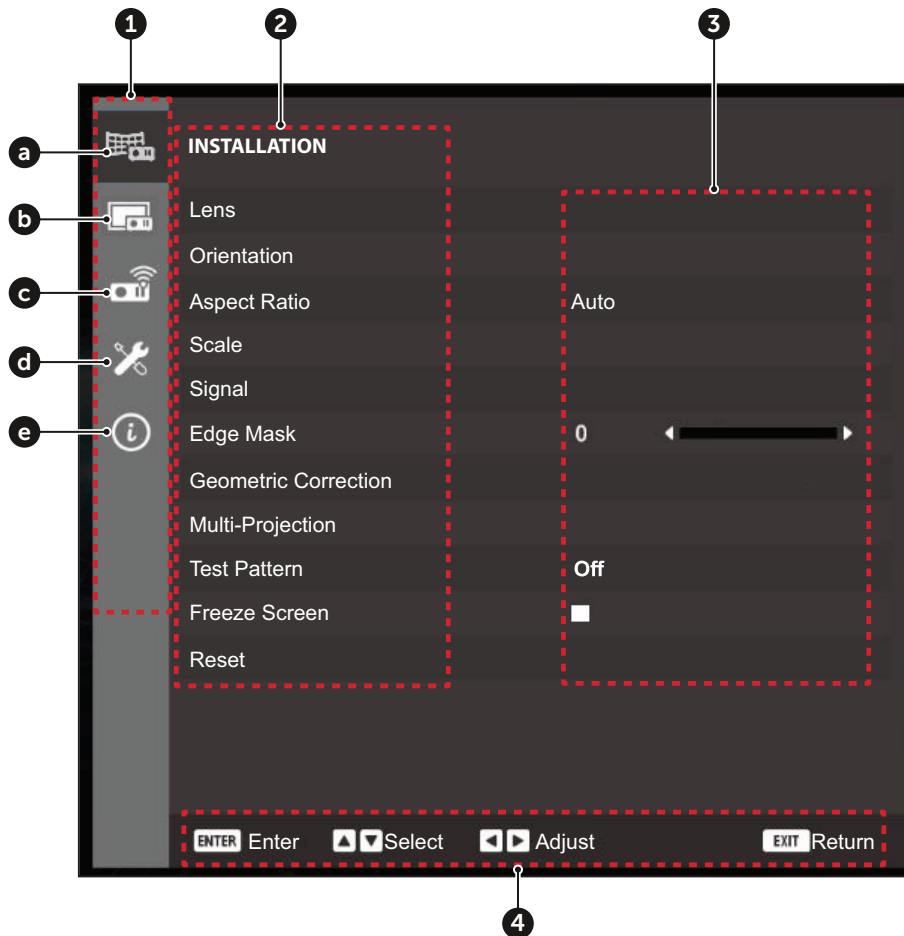 1 2 3
a
INSTALLATION
b
Lens
Orientation
c
Aspect Ratio Auto
d
Scale
Signal
e
Edge Mask 0
Geometric Correction
Multi-Projection
Test Pattern Off
Freeze Screen
Reset
ENTER Enter Select Adjust EXIT Return
4